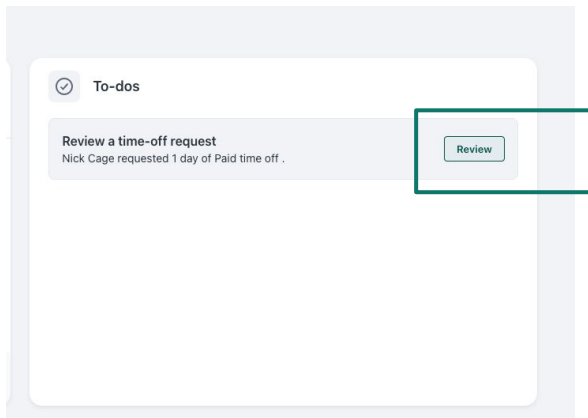 To-dos
Review a time-off request
Nick Cage requested 1 day of Paid time off .
Review